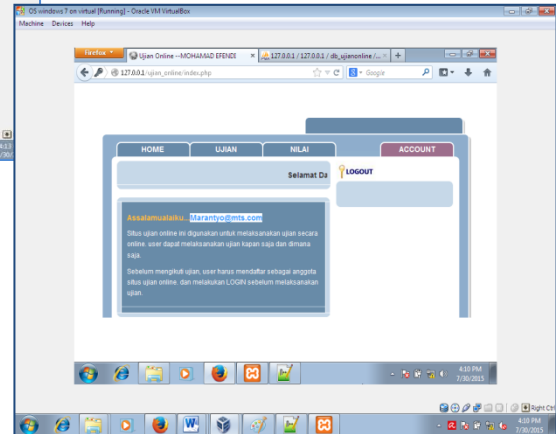 OS windows 7 on virtual [Running] - Oracle VM VirtualBox
Machine Devices Help
Firefox
Ujian Online --MOHAMAD EFENDI
127.0.0.1 / 127.0.0.1 / db_ujianonline /...
127.0.0.1/ujian_online/index.php
Google
HOME UJIAN NILAI ACCOUNT
Selamat Da
LOGOUT
Assalamualaiku...Marantyo@mts.com
Situs ujian online ini digunakan untuk melaksanakan ujian secara
online. user dapat melaksanakan ujian kapan saja dan dimana
saja.
Sebelum mengikuti ujian, user harus mendaftar sebagai anggota
situs ujian online. dan melakukan LOGIN sebelum melaksanakan
ujian.
4:10 PM
7/30/2015
Right Ctrl
4:10 PM
7/30/2015